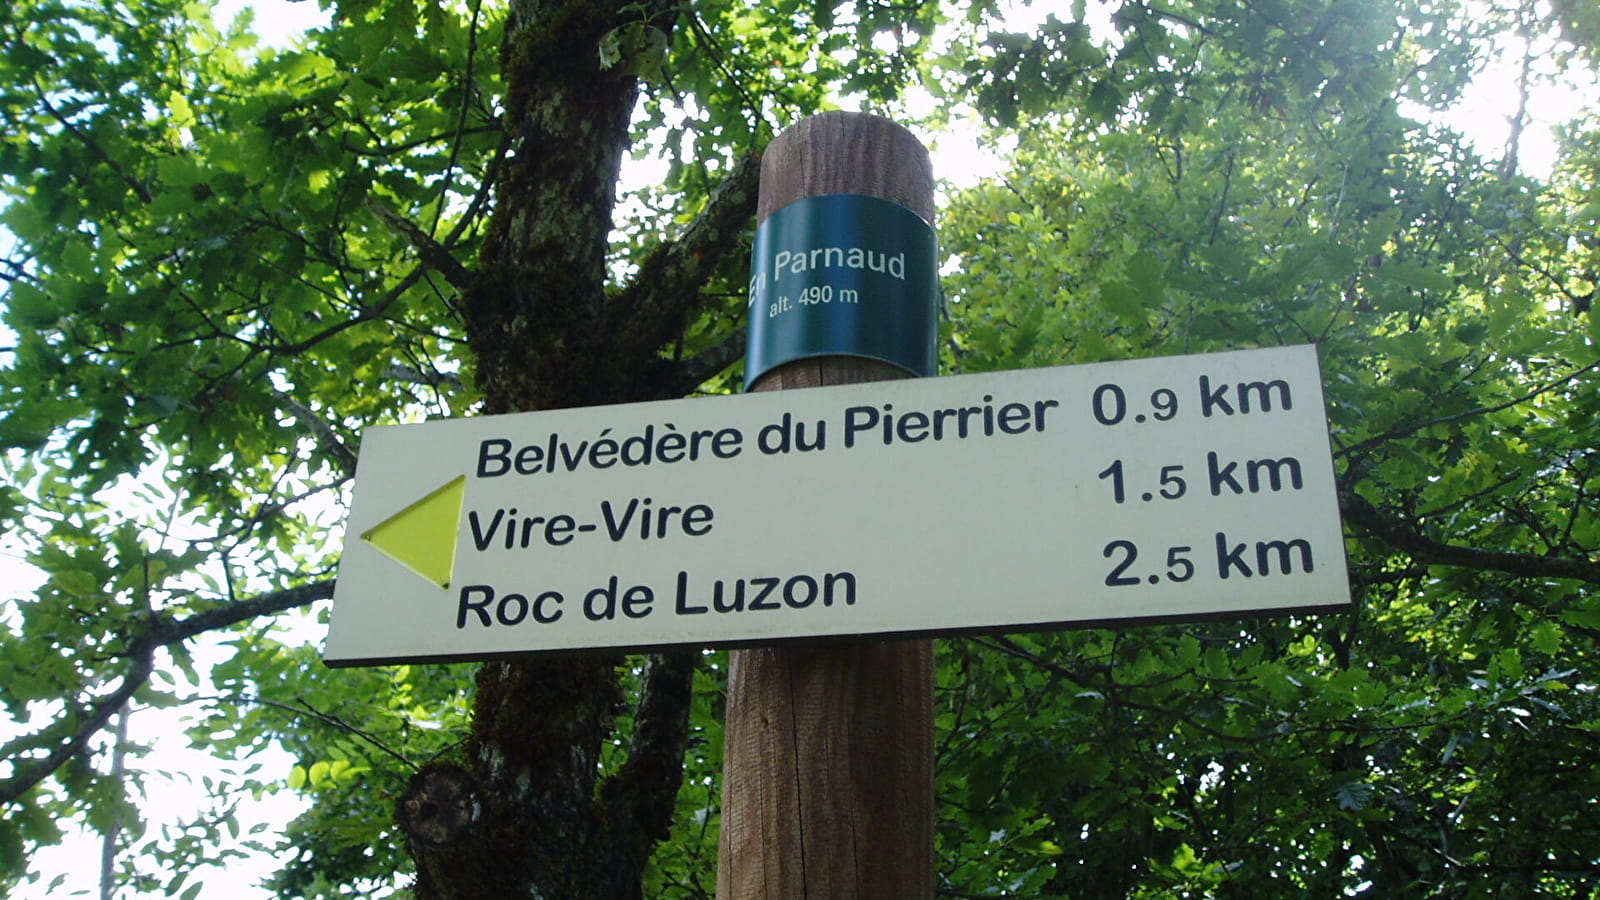 En Parnaud
alt. 490 m
Belvédère du Pierrier 0.9 km
Vire-Vire 1.5 km
Roc de Luzon 2.5 km